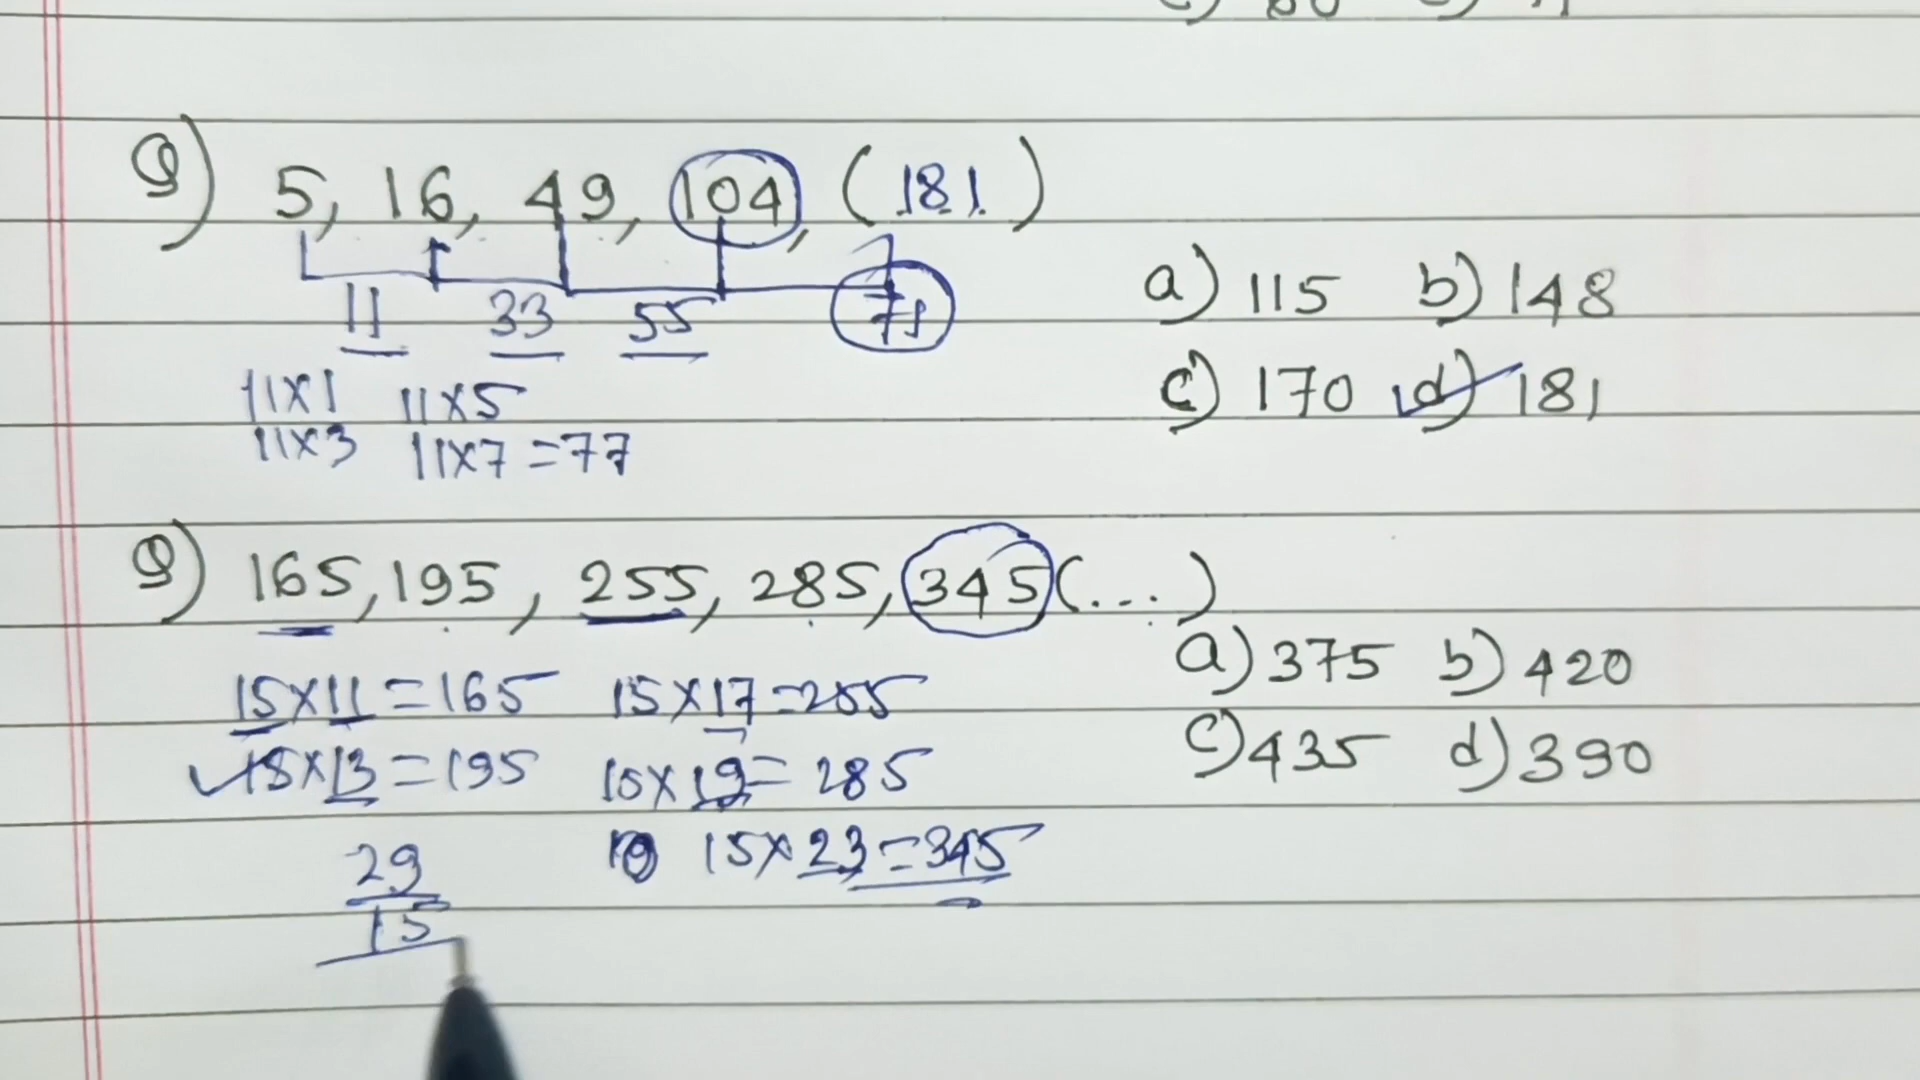 Q) 5, 16, 49, 104, (181)
11 33 55
a) 115 b) 148
c) 170 d) 181
11×1 11×5
11×3 11×7=77
Q) 165, 195, 255, 285, 345 (...)
a) 375 b) 420
c) 435 d) 390
15×11=165 15×17=255
15×13=195 15×19=285
15×23=345
29
15